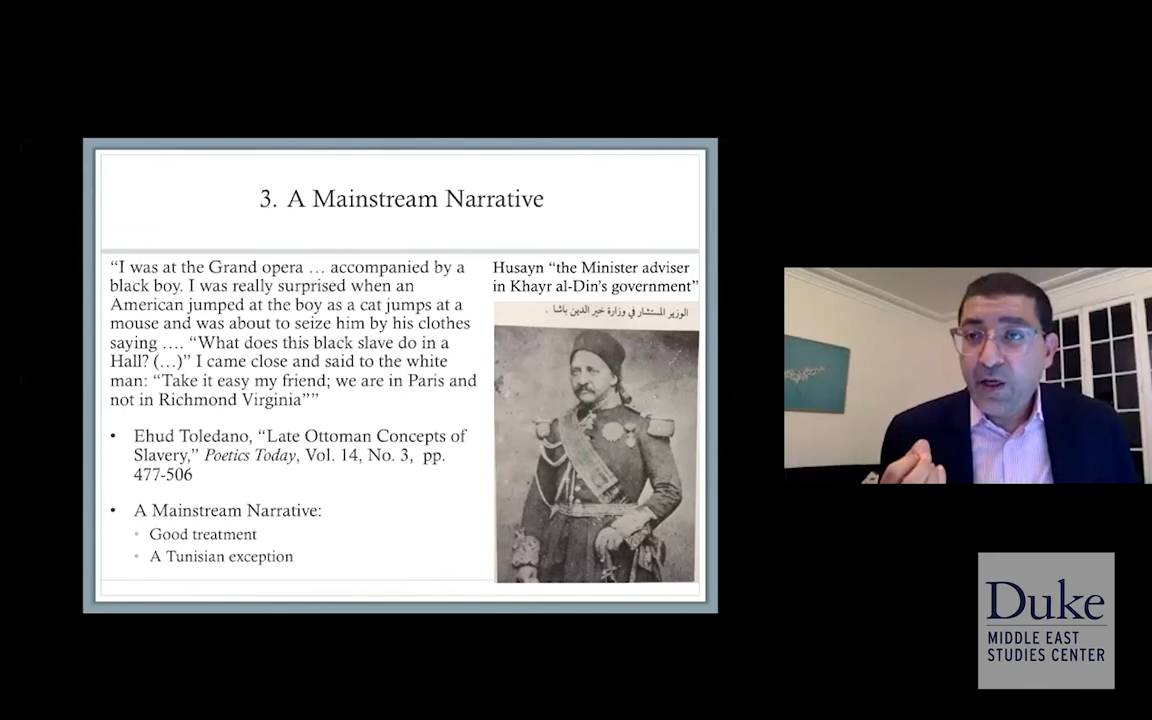 3. A Mainstream Narrative
“I was at the Grand opera … accompanied by a
black boy. I was really surprised when an
American jumped at the boy as a cat jumps at a
mouse and was about to seize him by his clothes
saying …. “What does this black slave do in a
Hall? (…)” I came close and said to the white
man: “Take it easy my friend; we are in Paris and
not in Richmond Virginia””
• Ehud Toledano, “Late Ottoman Concepts of
Slavery,” Poetics Today, Vol. 14, No. 3, pp.
477-506
• A Mainstream Narrative:
• Good treatment
• A Tunisian exception
Husayn “the Minister adviser
in Khayr al-Din’s government”
الوزير المستشار في وزارة خير الدين باشا .
Duke
MIDDLE EAST
STUDIES CENTER